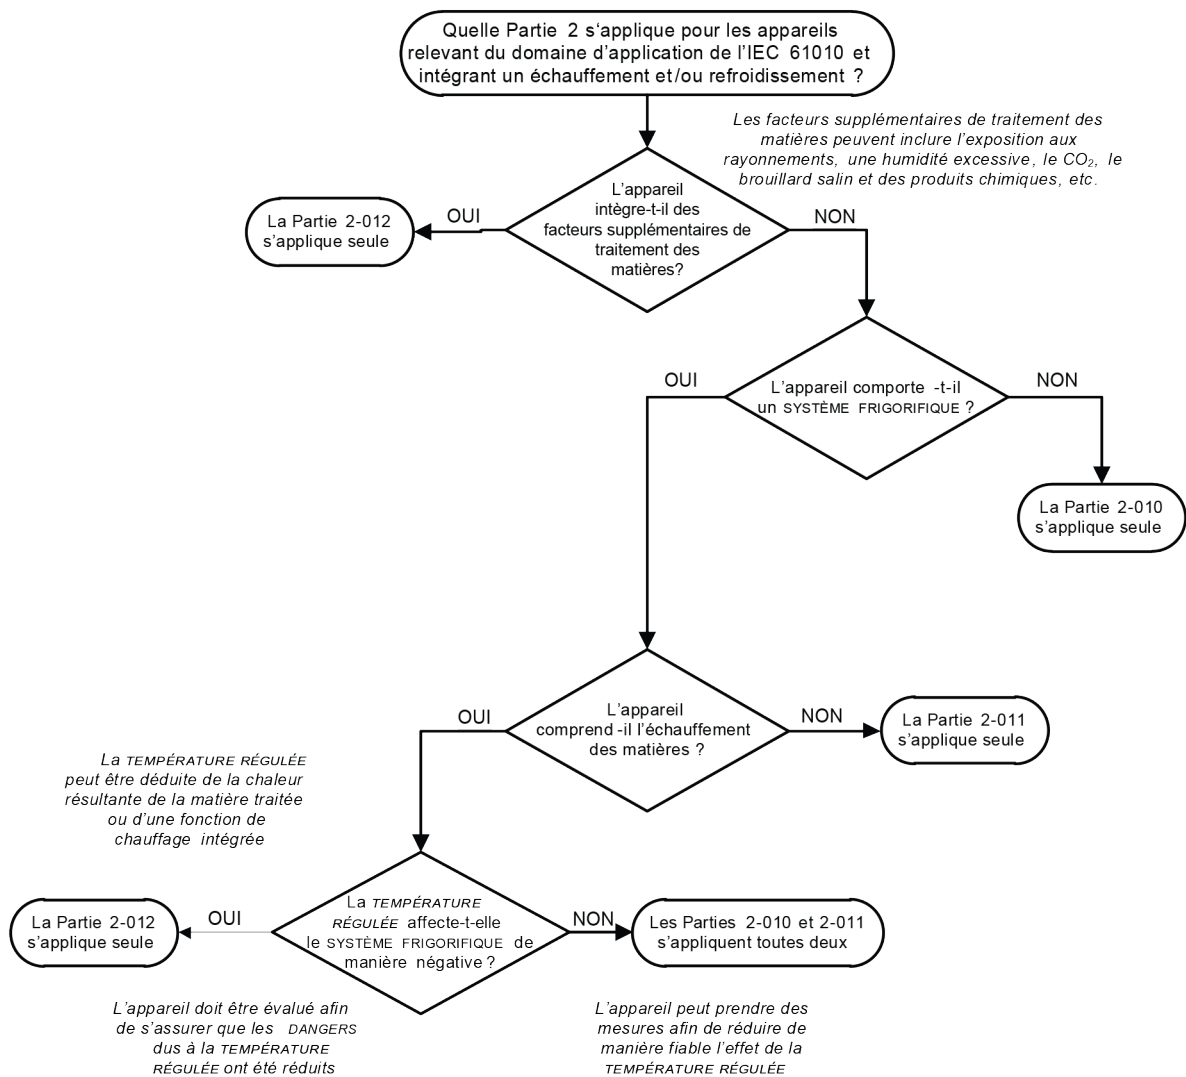 Quelle Partie 2 s‘applique pour les appareils
relevant du domaine d’application de l’IEC 61010 et
intégrant un échauffement et/ou refroidissement ?
Les facteurs supplémentaires de traitement des
matières peuvent inclure l’exposition aux
rayonnements, une humidité excessive, le CO₂, le
brouillard salin et des produits chimiques, etc.
L’appareil
intègre-t-il des
facteurs supplémentaires de
traitement des
matières?
OUI
NON
La Partie 2-012
s’applique seule
L’appareil comporte -t-il
un SYSTÈME FRIGORIFIQUE ?
OUI
NON
La Partie 2-010
s’applique seule
L’appareil
comprend -il l’échauffement
des matières ?
OUI
NON
La Partie 2-011
s’applique seule
La TEMPÉRATURE RÉGULÉE
peut être déduite de la chaleur
résultante de la matière traitée
ou d’une fonction de
chauffage intégrée
La TEMPÉRATURE
RÉGULÉE affecte-t-elle
le SYSTÈME FRIGORIFIQUE de
manière négative ?
OUI
NON
La Partie 2-012
s’applique seule
Les Parties 2-010 et 2-011
s’appliquent toutes deux
L’appareil doit être évalué afin
de s’assurer que les DANGERS
dus à la TEMPÉRATURE
RÉGULÉE ont été réduits
L’appareil peut prendre des
mesures afin de réduire de
manière fiable l’effet de la
TEMPÉRATURE RÉGULÉE